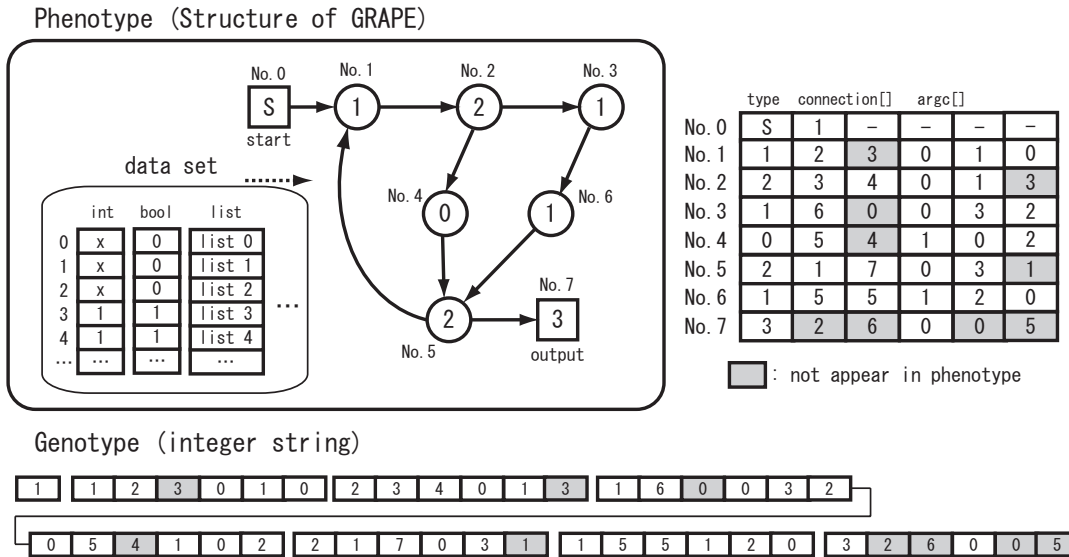 Phenotype (Structure of GRAPE)
No. 0 No. 1 No. 2 No. 3
S 1 2 1
start
data set
int bool list
0 x 0 list 0
1 x 0 list 1
2 x 0 list 2
3 1 1 list 3
4 1 1 list 4
... ... ... ...
...
No. 4 0 1 No. 6
No. 7
2 3
No. 5 output
type connection[] argc[]
No. 0 S 1 - - - -
No. 1 1 2 3 0 1 0
No. 2 2 3 4 0 1 3
No. 3 1 6 0 0 3 2
No. 4 0 5 4 1 0 2
No. 5 2 1 7 0 3 1
No. 6 1 5 5 1 2 0
No. 7 3 2 6 0 0 5
: not appear in phenotype
Genotype (integer string)
1 1 2 3 0 1 0 2 3 4 0 1 3 1 6 0 0 3 2
0 5 4 1 0 2 2 1 7 0 3 1 1 5 5 1 2 0 3 2 6 0 0 5